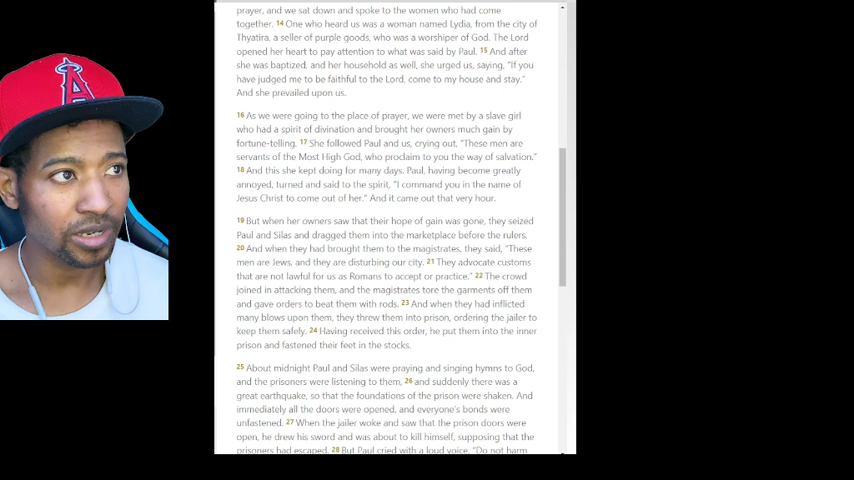 prayer, and we sat down and spoke to the women who had come
together. 14 One who heard us was a woman named Lydia, from the city of
Thyatira, a seller of purple goods, who was a worshiper of God. The Lord
opened her heart to pay attention to what was said by Paul. 15 And after
she was baptized, and her household as well, she urged us, saying, “If you
have judged me to be faithful to the Lord, come to my house and stay.”
And she prevailed upon us.
16 As we were going to the place of prayer, we were met by a slave girl
who had a spirit of divination and brought her owners much gain by
fortune-telling. 17 She followed Paul and us, crying out, “These men are
servants of the Most High God, who proclaim to you the way of salvation.”
18 And this she kept doing for many days. Paul, having become greatly
annoyed, turned and said to the spirit, “I command you in the name of
Jesus Christ to come out of her.” And it came out that very hour.
19 But when her owners saw that their hope of gain was gone, they seized
Paul and Silas and dragged them into the marketplace before the rulers.
20 And when they had brought them to the magistrates, they said, “These
men are Jews, and they are disturbing our city. 21 They advocate customs
that are not lawful for us as Romans to accept or practice.” 22 The crowd
joined in attacking them, and the magistrates tore the garments off them
and gave orders to beat them with rods. 23 And when they had inflicted
many blows upon them, they threw them into prison, ordering the jailer to
keep them safely. 24 Having received this order, he put them into the inner
prison and fastened their feet in the stocks.
25 About midnight Paul and Silas were praying and singing hymns to God,
and the prisoners were listening to them, 26 and suddenly there was a
great earthquake, so that the foundations of the prison were shaken. And
immediately all the doors were opened, and everyone’s bonds were
unfastened. 27 When the jailer woke and saw that the prison doors were
open, he drew his sword and was about to kill himself, supposing that the
prisoners had escaped. 28 But Paul cried with a loud voice, “Do not harm
A